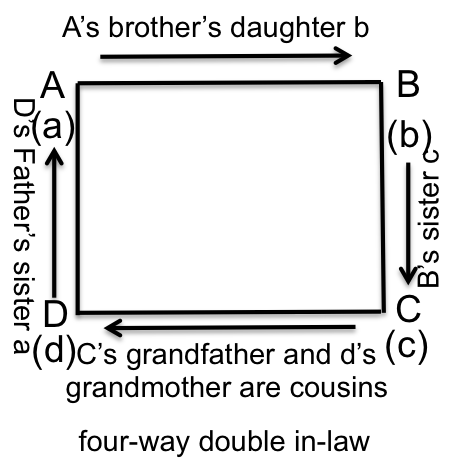 A's brother's daughter b
A
B
(a)
(b)
D's Father's sister a
B's sister c
D
C
(d)
(c)
C's grandfather and d's
grandmother are cousins
four-way double in-law